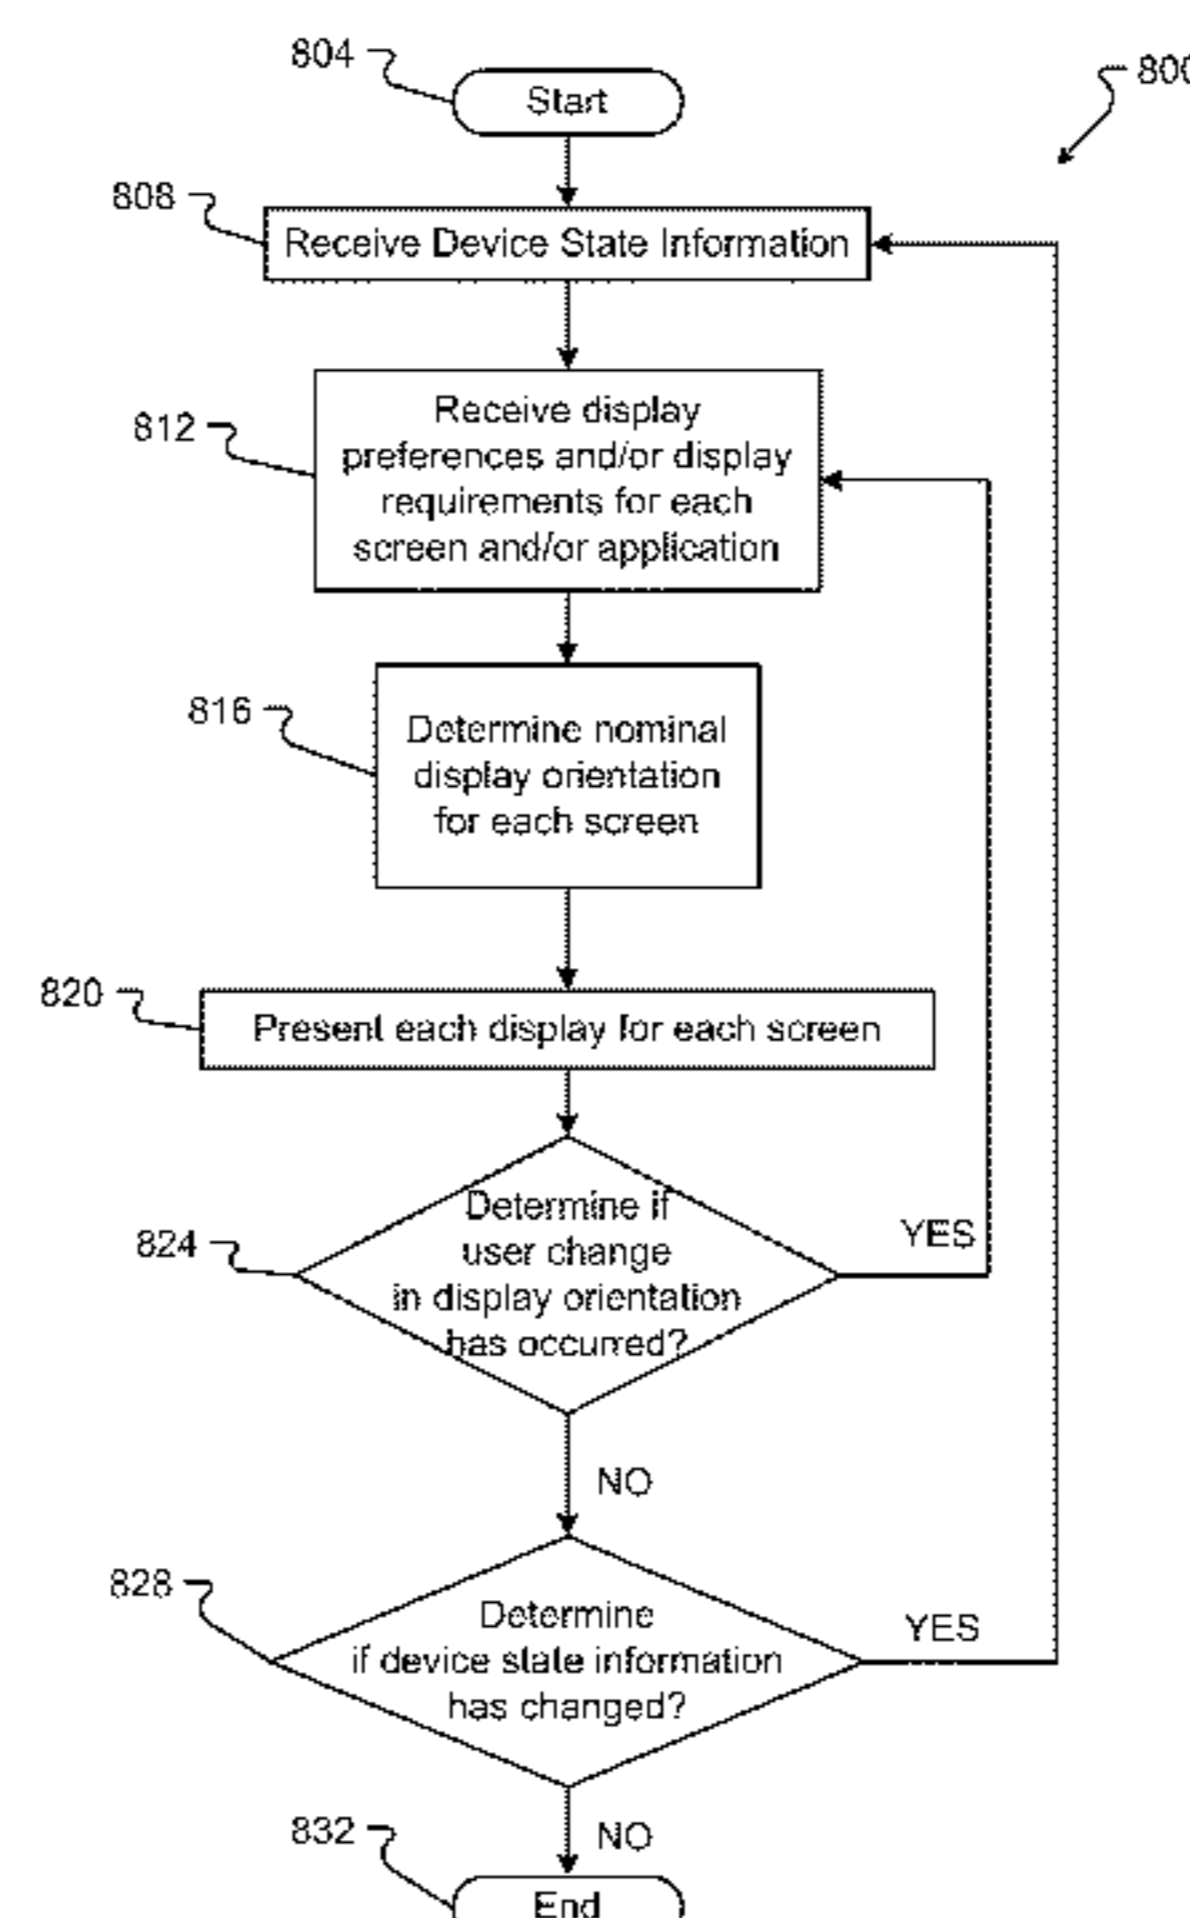 804
Start
800
808
Receive Device State Information
812
Receive display
preferences and/or display
requirements for each
screen and/or application
816
Determine nominal
display orientation
for each screen
820
Present each display for each screen
824
Determine if
user change
in display orientation
has occurred?
YES
NO
828
Determine
if device state information
has changed?
YES
NO
832
End